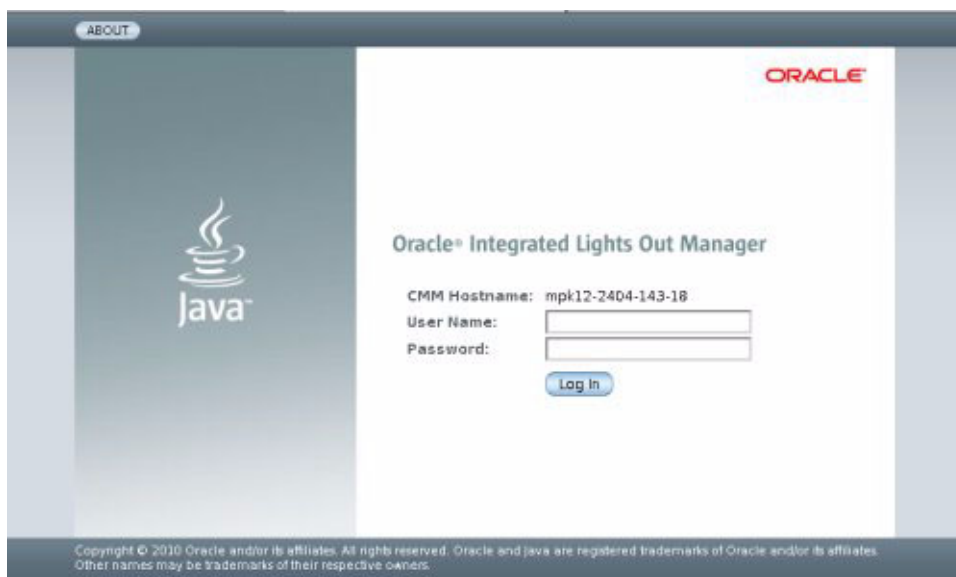 ABOUT
ORACLE®
Java™
Oracle® Integrated Lights Out Manager
CMM Hostname: mpk12-2404-143-18
User Name:
Password:
Log In
Copyright © 2010 Oracle and/or its affiliates. All rights reserved. Oracle and Java are registered trademarks of Oracle and/or its affiliates.
Other names may be trademarks of their respective owners.